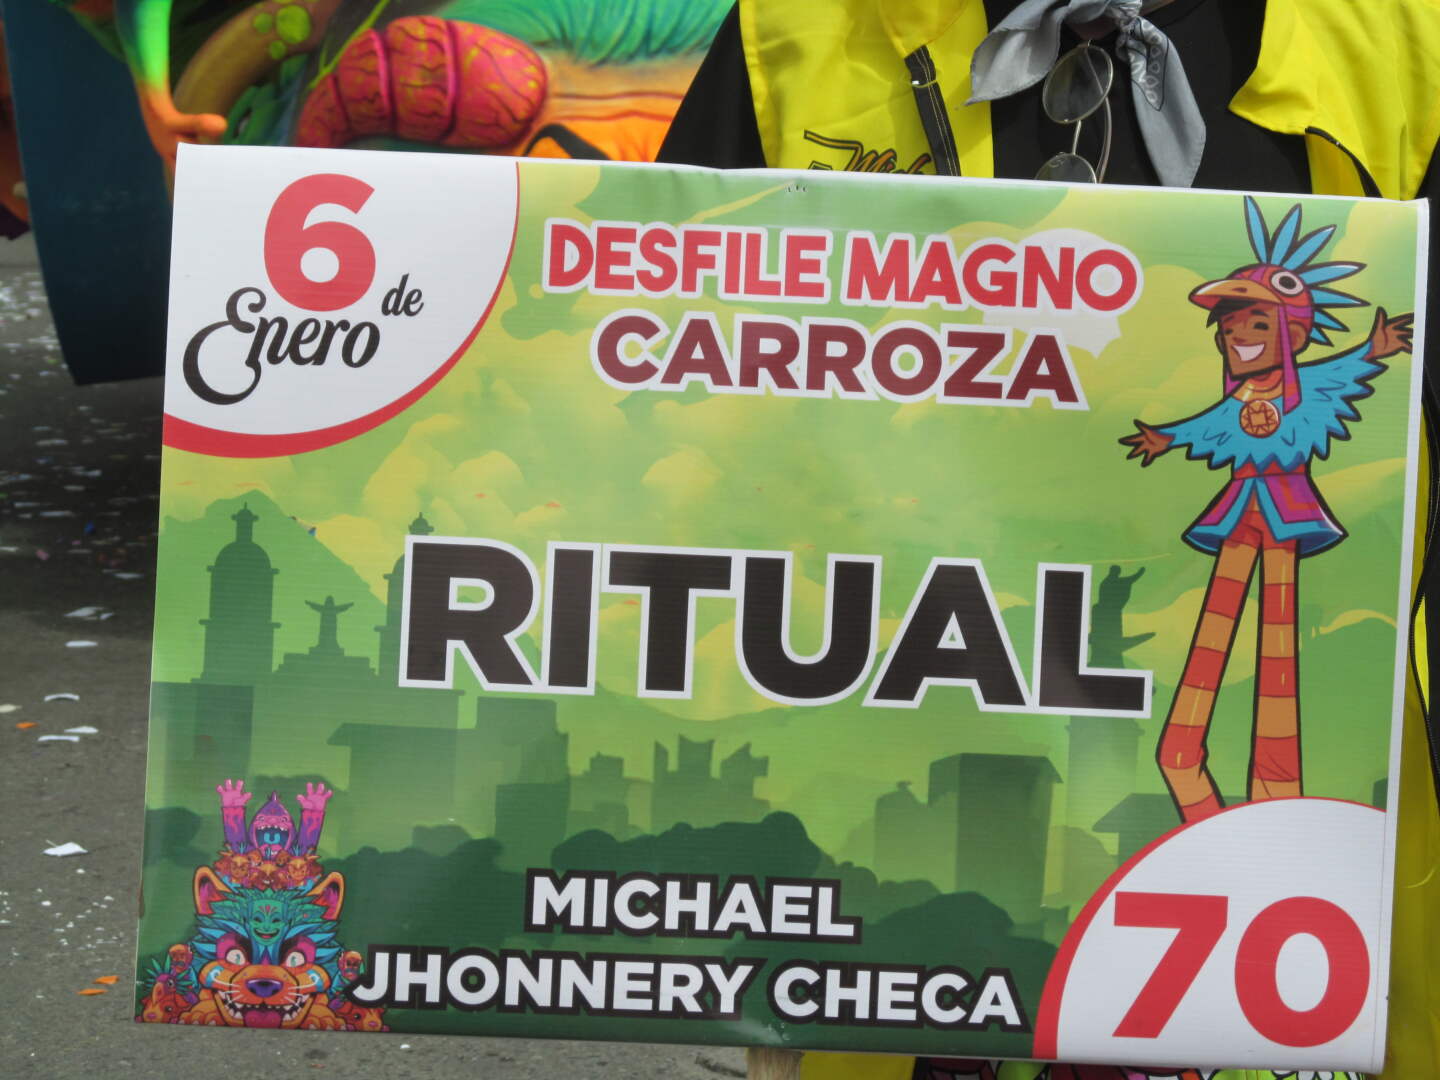 6
de
Enero
DESFILE MAGNO
CARROZA
RITUAL
MICHAEL
JHONNERY CHECA
70